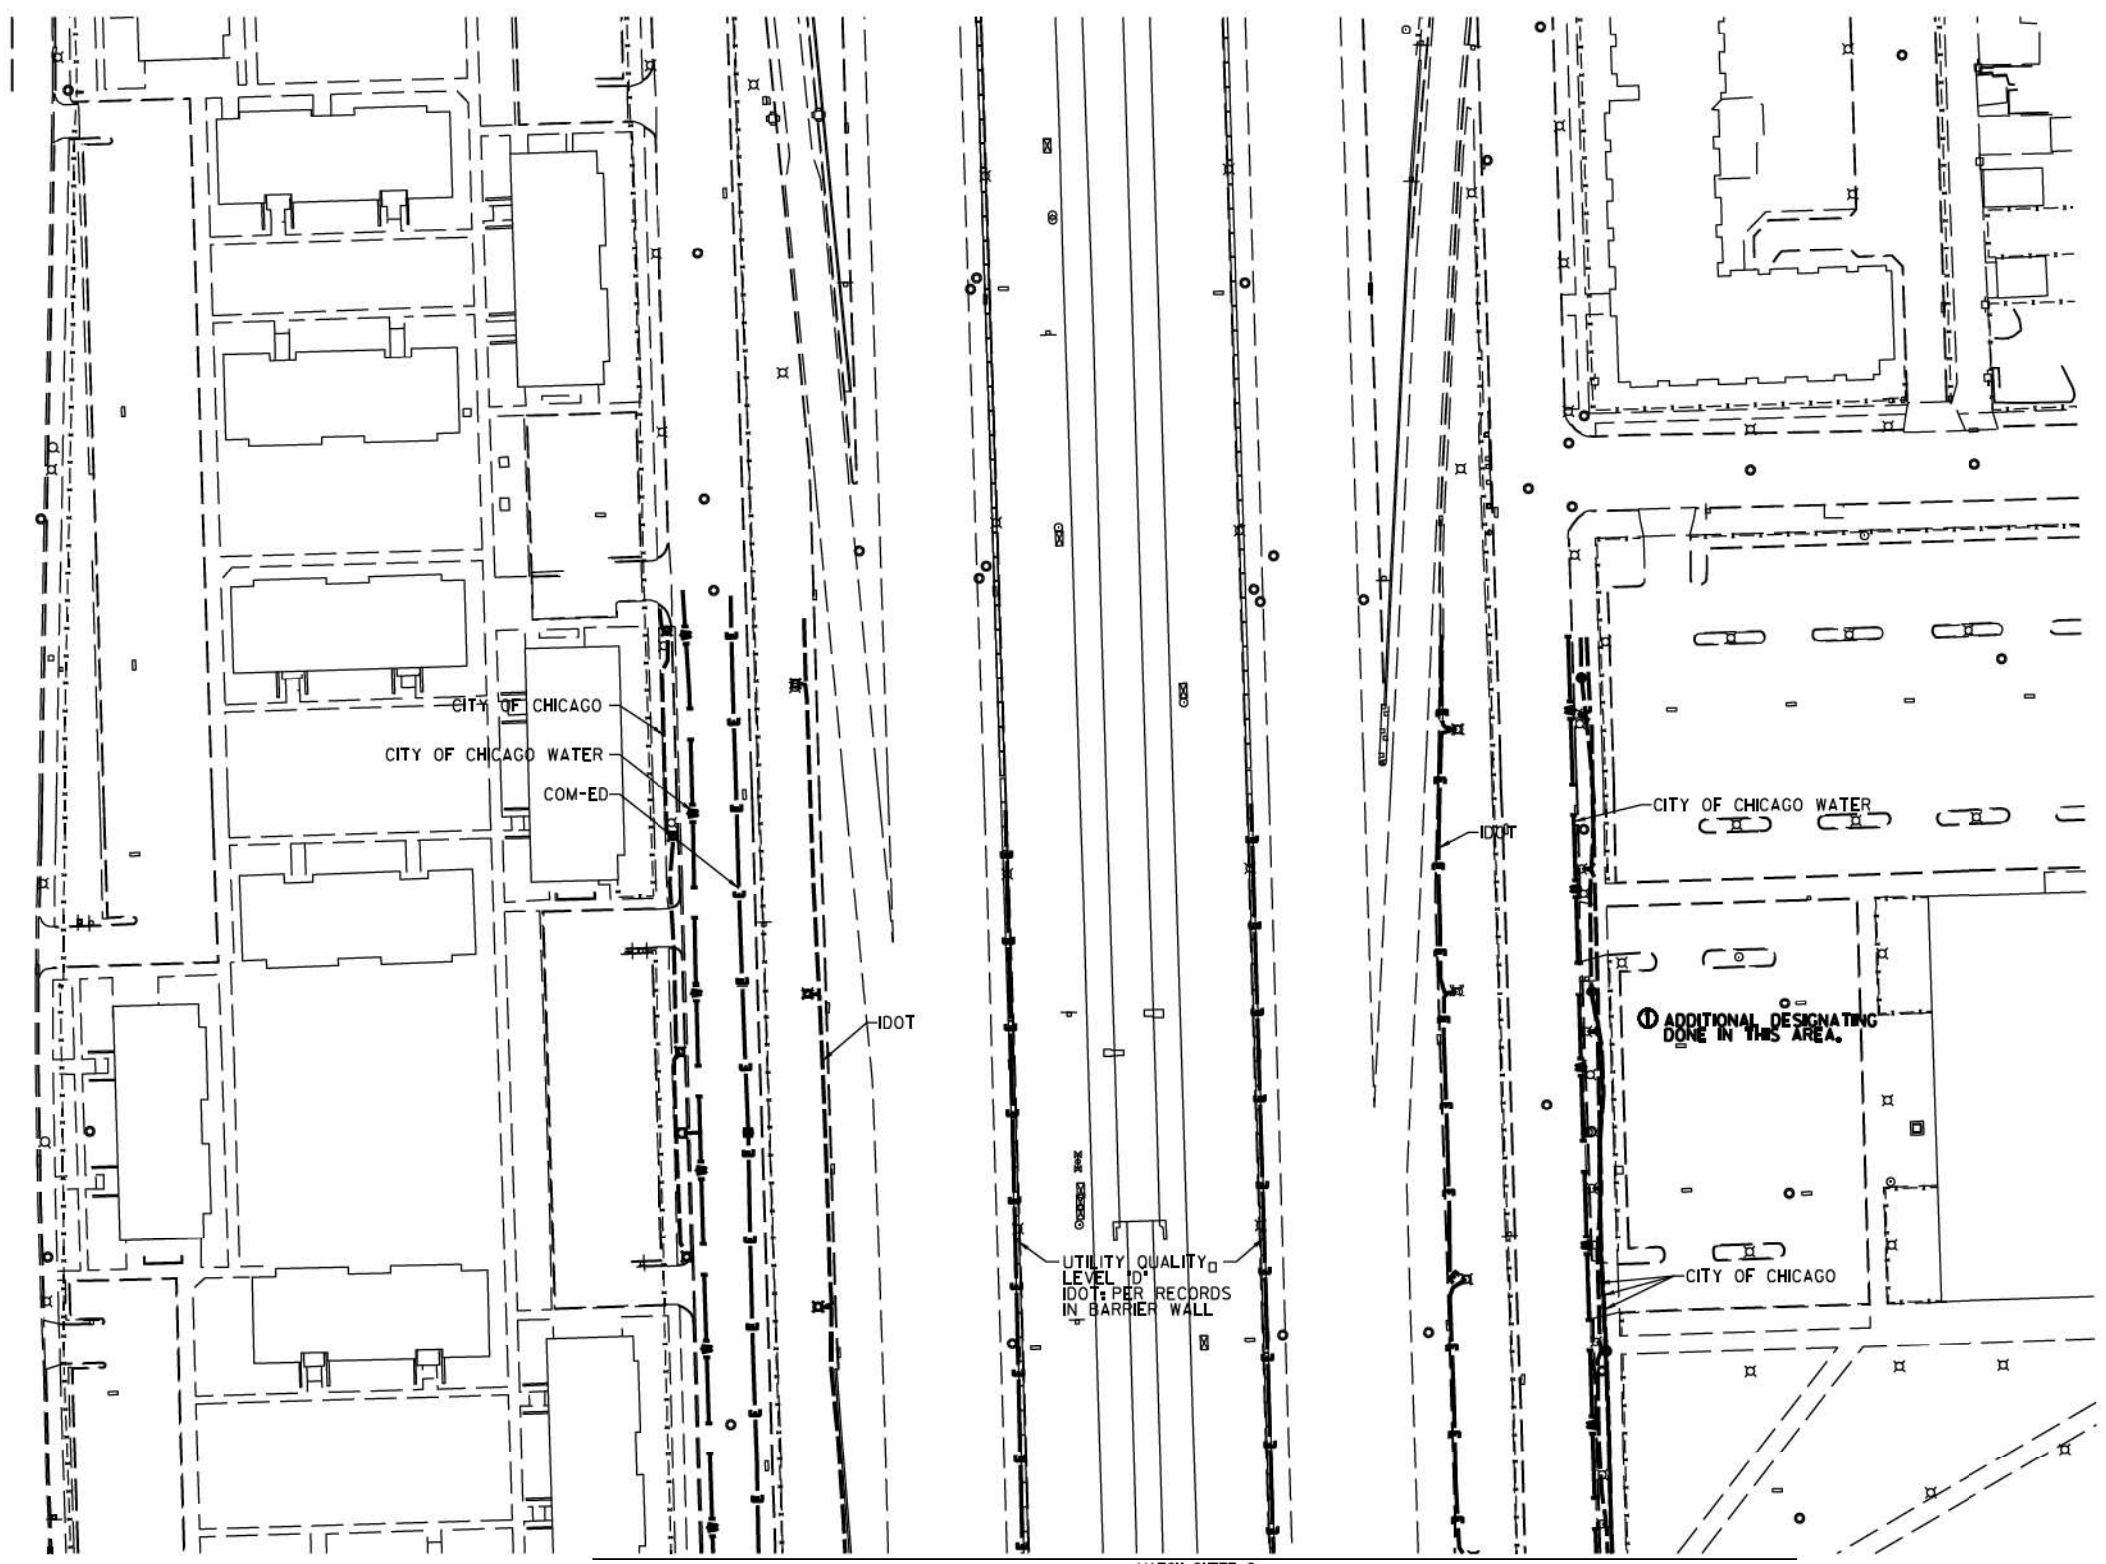 CITY OF CHICAGO
CITY OF CHICAGO WATER
COM-ED
CITY OF CHICAGO WATER
IDOT
IDOT
① ADDITIONAL DESIGNATING
DONE IN THIS AREA.
UTILITY QUALITY
LEVEL "D"
IDOT: PER RECORDS
IN BARRIER WALL
CITY OF CHICAGO